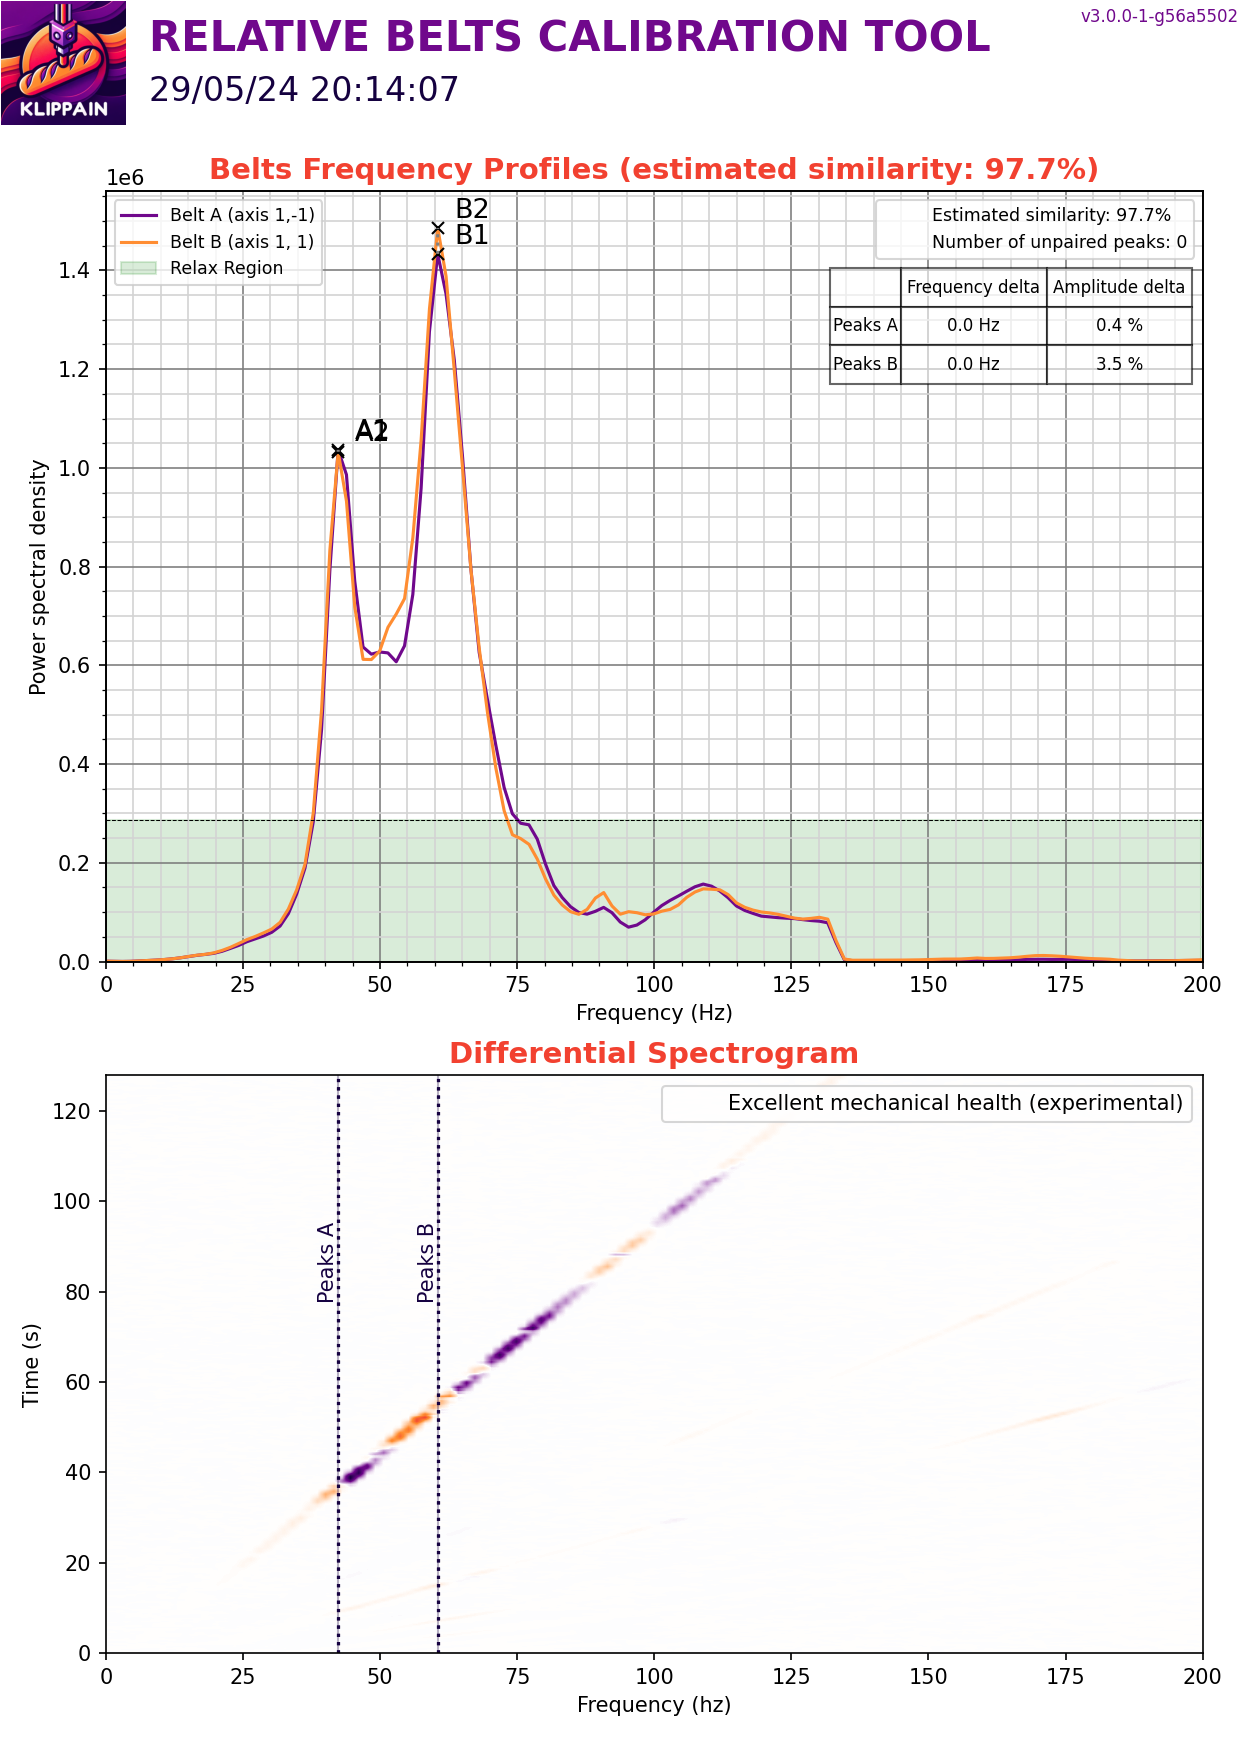 RELATIVE BELTS CALIBRATION TOOL
v3.0.0-1-g56a5502
29/05/24 20:14:07
KLIPPAIN
Belts Frequency Profiles (estimated similarity: 97.7%)
1e6
Belt A (axis 1,-1)
Belt B (axis 1, 1)
Relax Region
B2
B1
Estimated similarity: 97.7%
Number of unpaired peaks: 0
Frequency delta Amplitude delta
Peaks A 0.0 Hz 0.4 %
Peaks B 0.0 Hz 3.5 %
A1
A2
Power spectral density
1.4
1.2
1.0
0.8
0.6
0.4
0.2
0.0
0 25 50 75 100 125 150 175 200
Frequency (Hz)
Differential Spectrogram
Excellent mechanical health (experimental)
Peaks A
Peaks B
Time (s)
120
100
80
60
40
20
0
0 25 50 75 100 125 150 175 200
Frequency (hz)